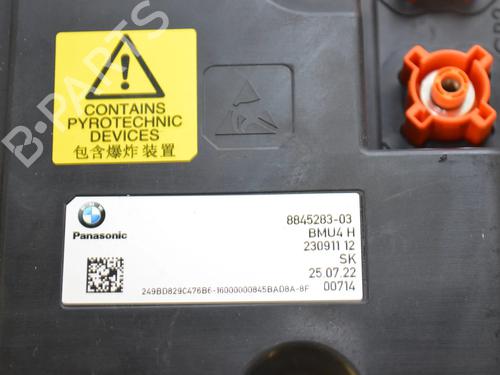 CONTAINS
PYROTECHNIC
DEVICES
包含爆炸 装置
B-PARTS
BMW
Panasonic
8845283-03
BMU4 H
230911 12
SK
25.07.22
00714
249BD829C476B6-16000000845BAD8A-8F